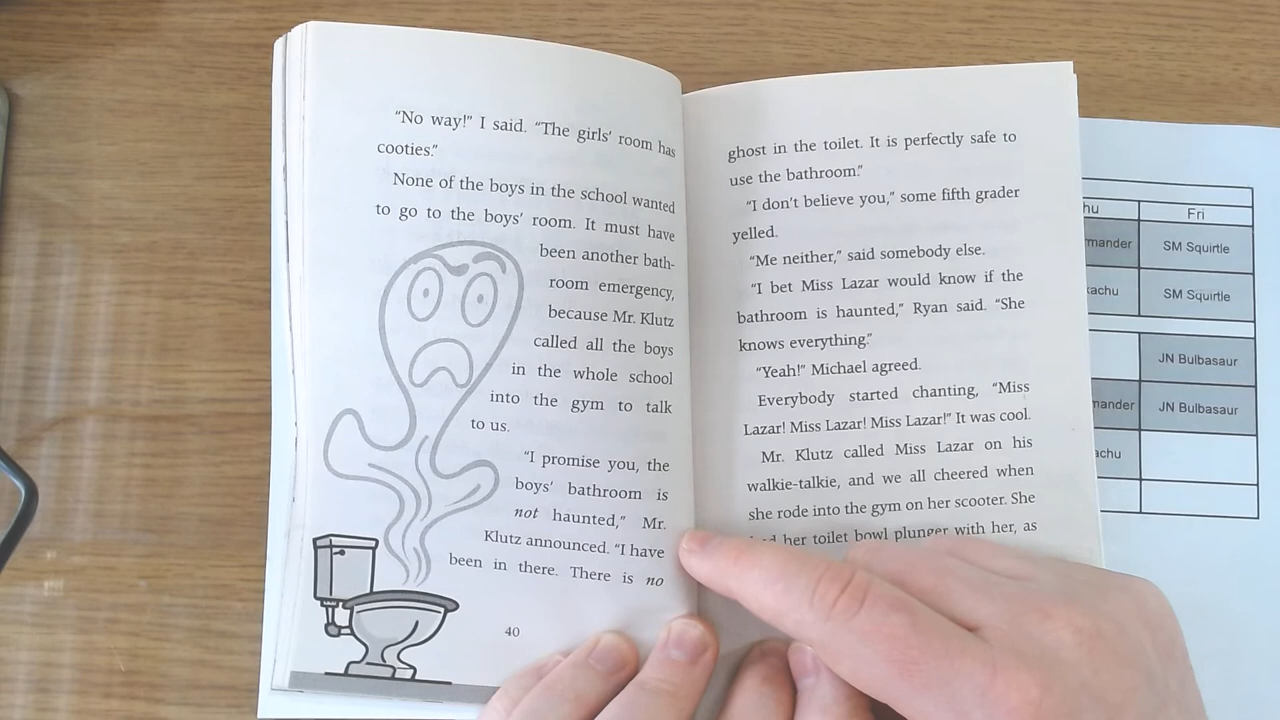 “No way!” I said. “The girls’ room has
cooties.”
None of the boys in the school wanted
to go to the boys’ room. It must have
been another bath-
room emergency,
because Mr. Klutz
called all the boys
in the whole school
into the gym to talk
to us.
“I promise you, the
boys’ bathroom is
not haunted,” Mr.
Klutz announced. “I have
been in there. There is no
40
ghost in the toilet. It is perfectly safe to
use the bathroom.”
“I don’t believe you,” some fifth grader
yelled.
“Me neither,” said somebody else.
“I bet Miss Lazar would know if the
bathroom is haunted,” Ryan said. “She
knows everything.”
“Yeah!” Michael agreed.
Everybody started chanting, “Miss
Lazar! Miss Lazar! Miss Lazar!” It was cool.
Mr. Klutz called Miss Lazar on his
walkie-talkie, and we all cheered when
she rode into the gym on her scooter. She
her toilet bowl plunger with her, as
hu Fri
mander SM Squirtle
kachu SM Squirtle
JN Bulbasaur
mander JN Bulbasaur
achu